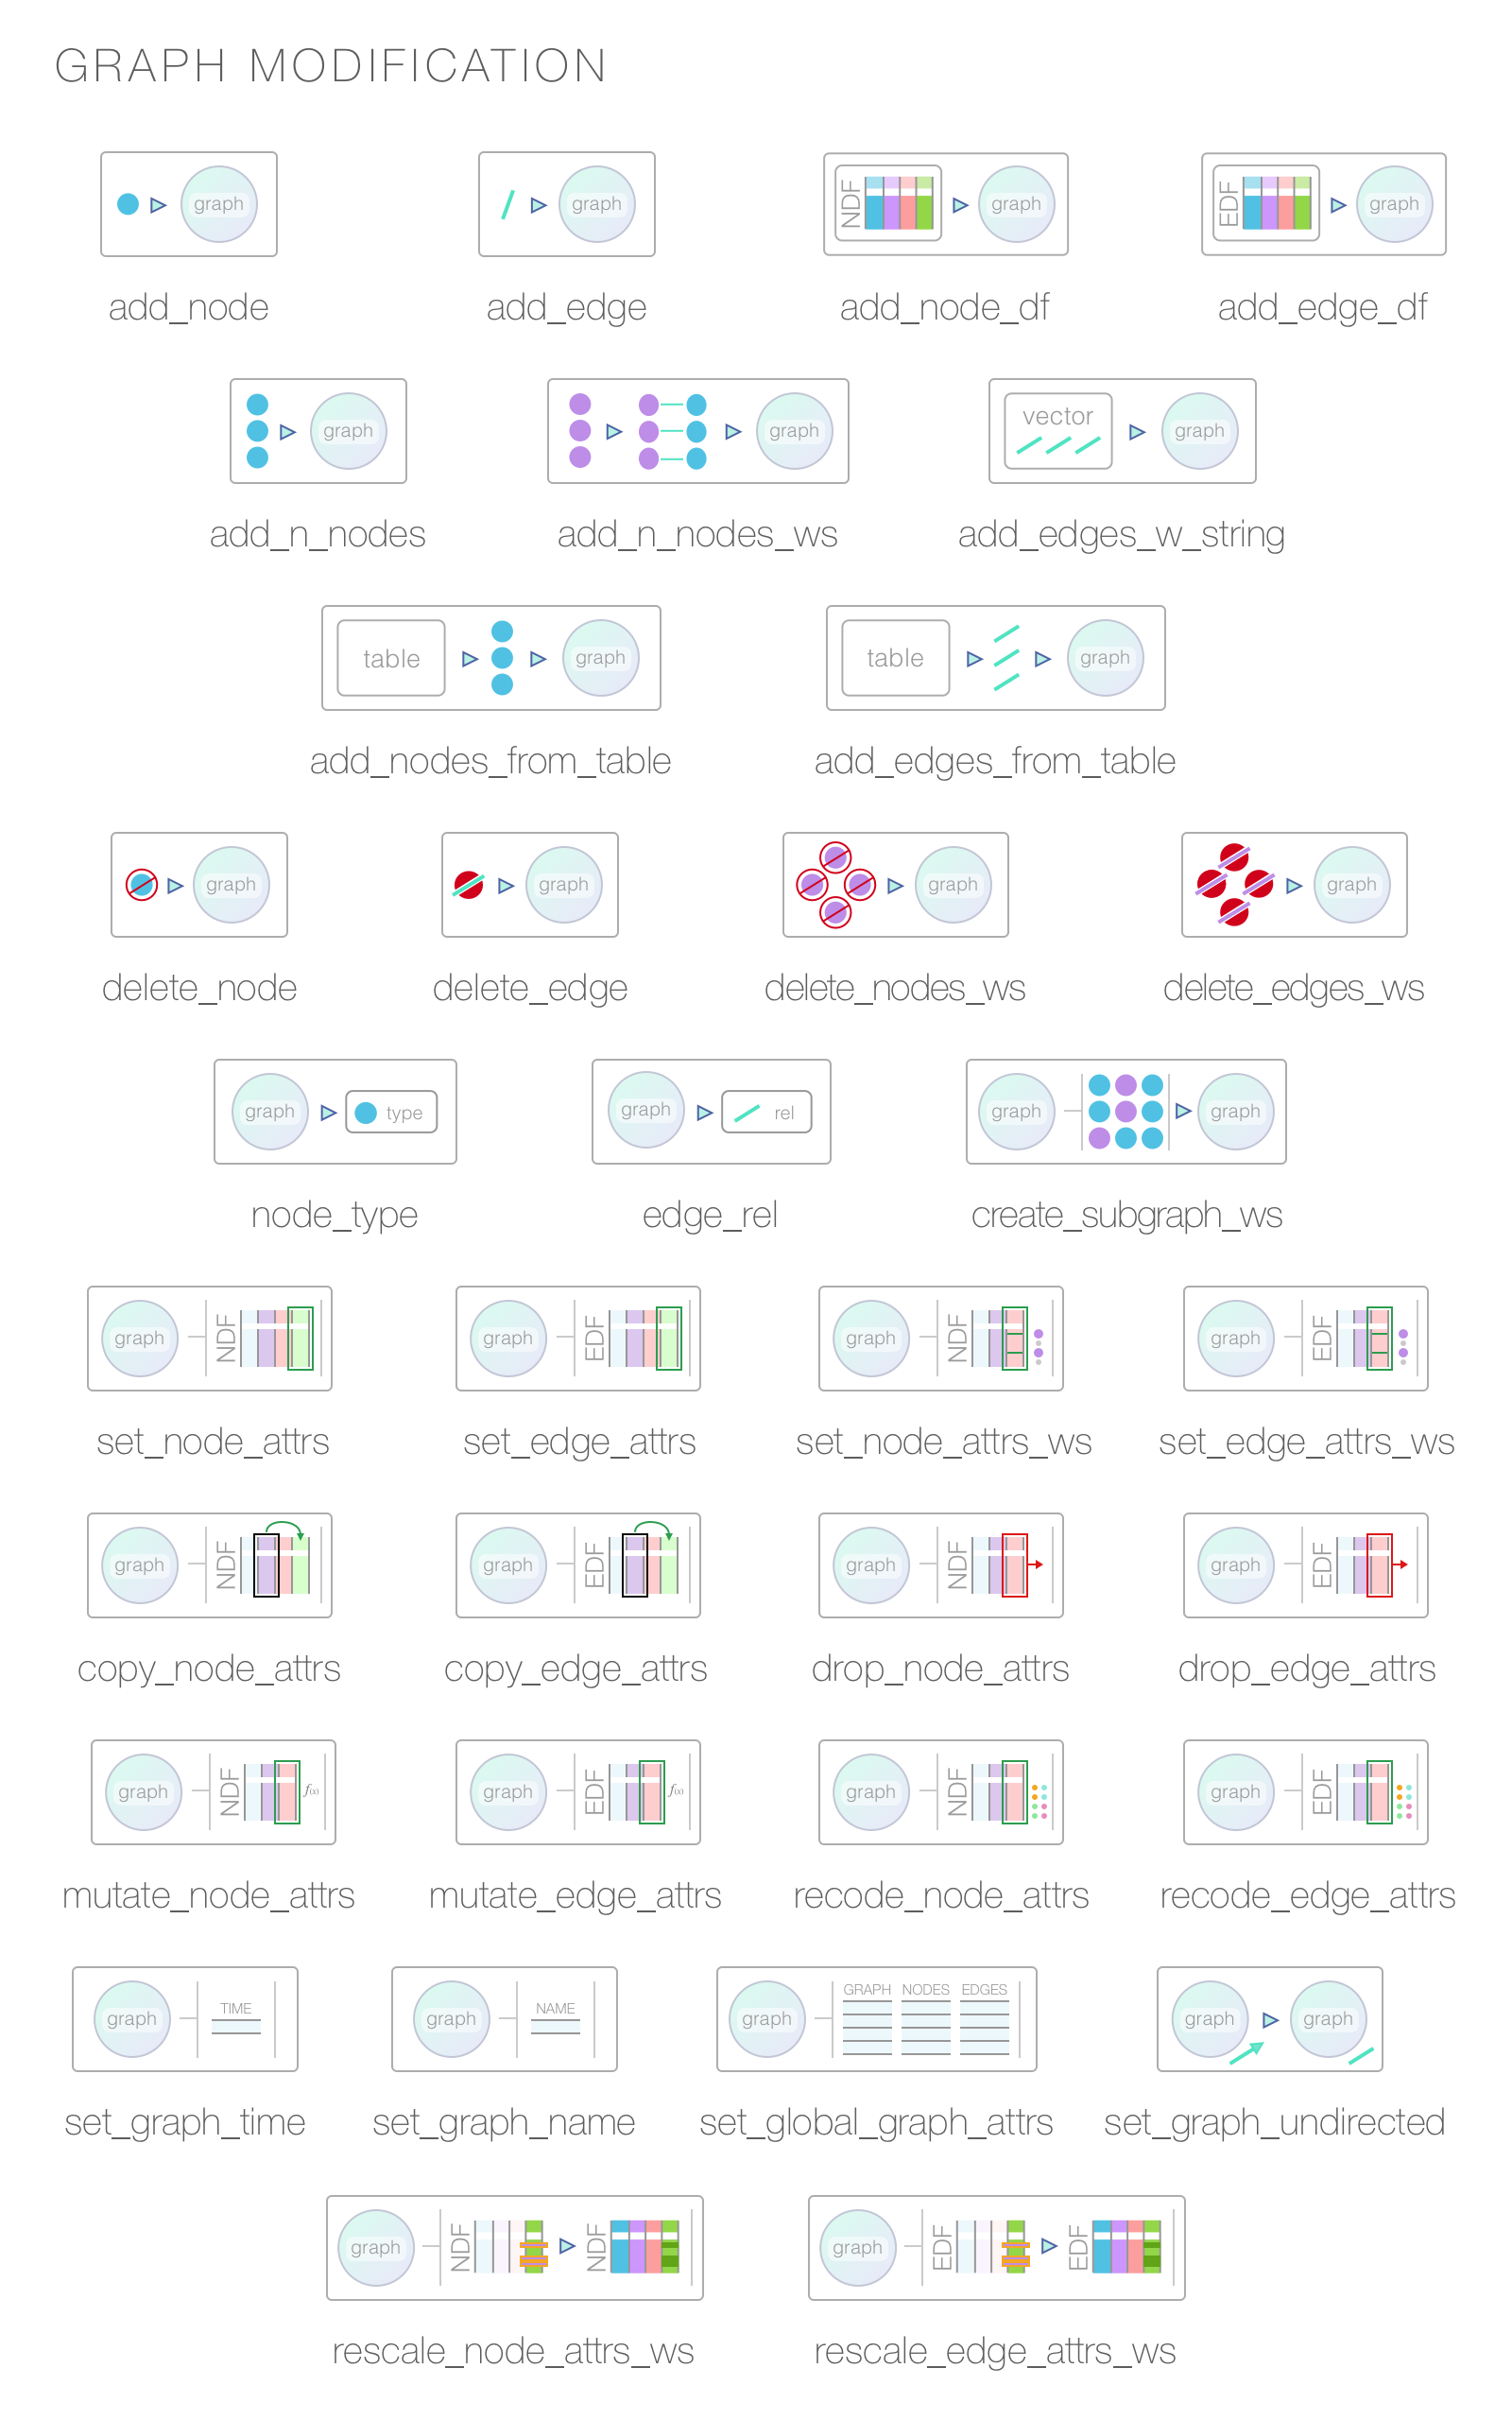 GRAPH MODIFICATION
graph graph NDF graph EDF graph
add_node add_edge add_node_df add_edge_df
graph graph vector graph
add_n_nodes add_n_nodes_ws add_edges_w_string
table graph table graph
add_nodes_from_table add_edges_from_table
graph graph graph graph
delete_node delete_edge delete_nodes_ws delete_edges_ws
graph type graph rel graph graph
node_type edge_rel create_subgraph_ws
graph NDF graph EDF graph NDF graph EDF
set_node_attrs set_edge_attrs set_node_attrs_ws set_edge_attrs_ws
graph NDF graph EDF graph NDF graph EDF
copy_node_attrs copy_edge_attrs drop_node_attrs drop_edge_attrs
graph NDF f(x) graph EDF f(x) graph NDF graph EDF
mutate_node_attrs mutate_edge_attrs recode_node_attrs recode_edge_attrs
graph TIME graph NAME graph GRAPH NODES EDGES graph graph
set_graph_time set_graph_name set_global_graph_attrs set_graph_undirected
graph NDF NDF graph EDF EDF
rescale_node_attrs_ws rescale_edge_attrs_ws